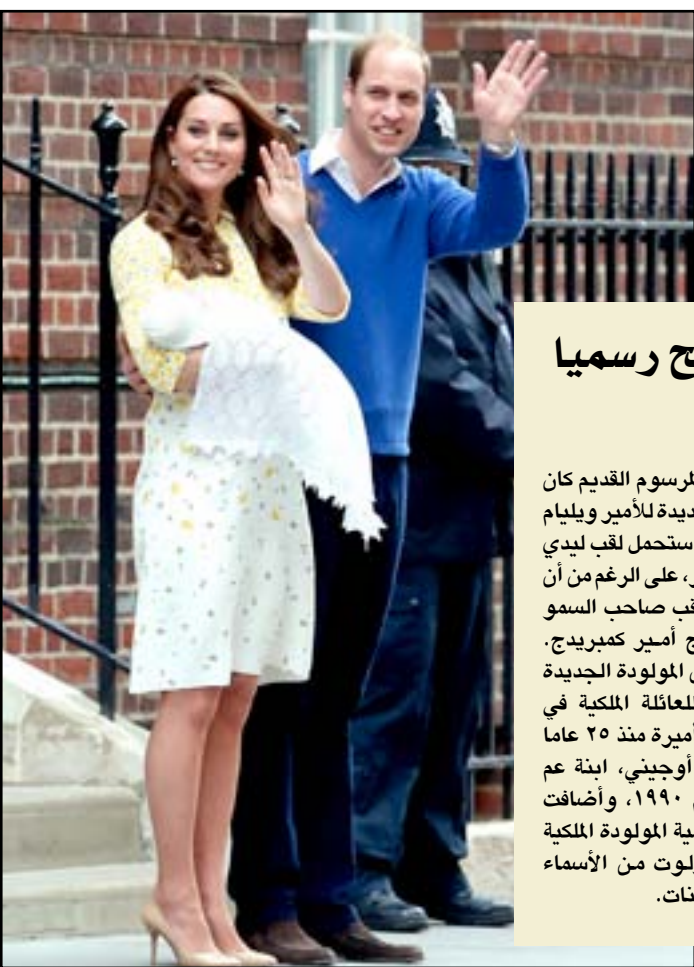 ح رسميا
لمرسوم القديم كان
ديدة للأمير ويليام
ستحمل لقب ليدي
، على الرغم من أن
قب صاحب السمو
ج أمير كمبريدج.
المولودة الجديدة
لعائلة الملكية في
أميرة منذ ٢٥ عاما
أوجيني، ابنة عم
١٩٩٠، وأضافت
ية المولودة الملكية
لوت من الأسماء
نات.